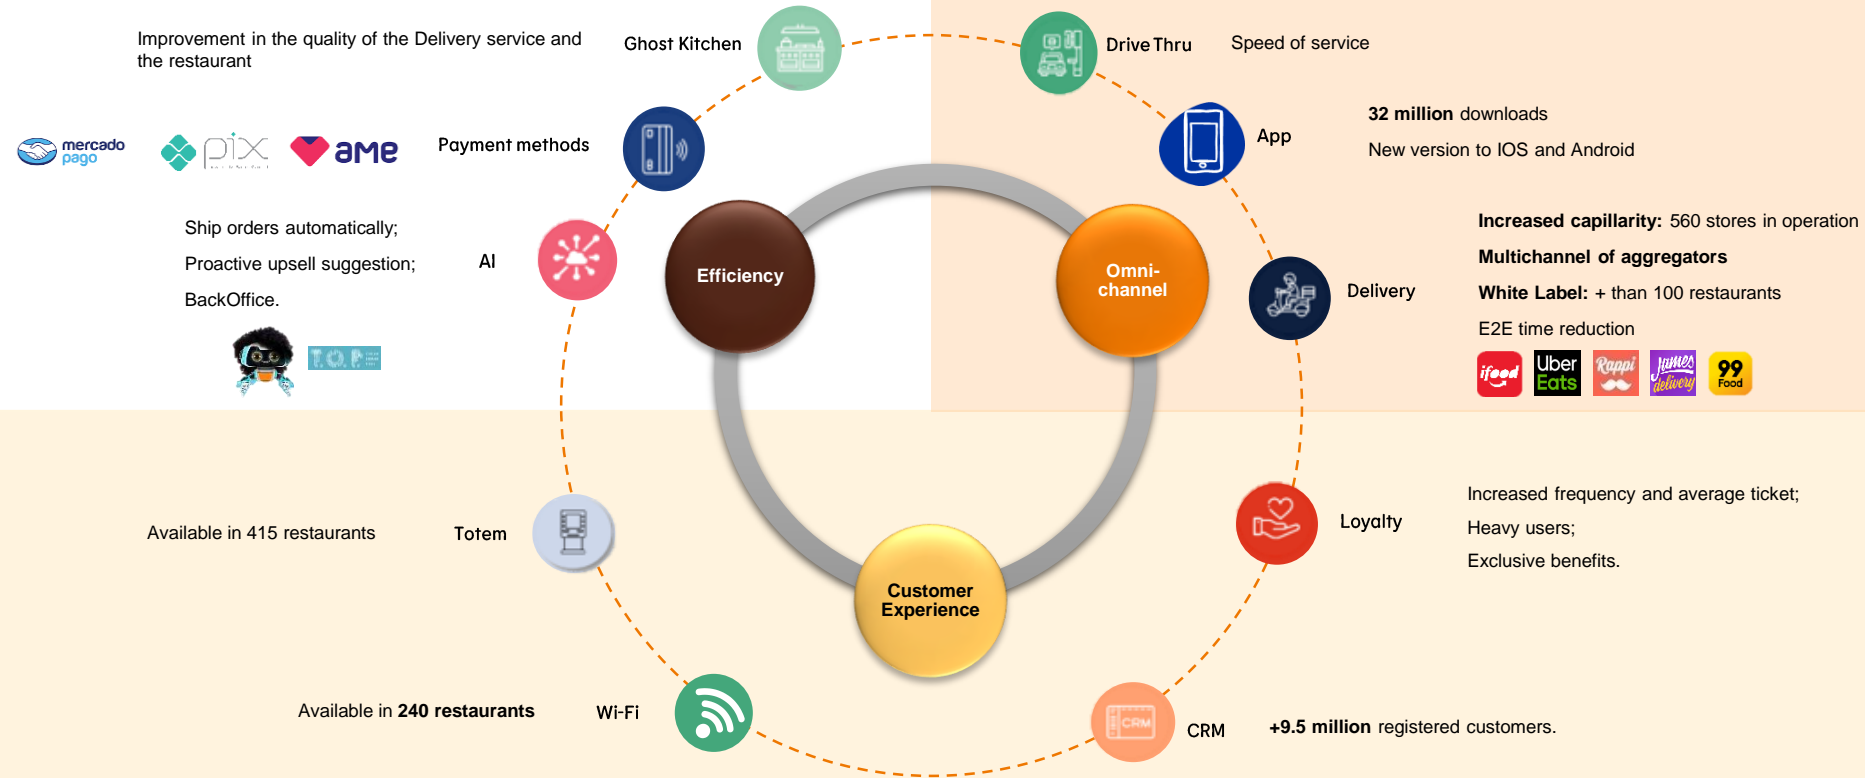 Improvement in the quality of the Delivery service and
the restaurant
Ghost Kitchen
Drive Thru
Speed of service
mercado
pago
pix
ame
Payment methods
App
32 million downloads
New version to IOS and Android
Ship orders automatically;
Proactive upsell suggestion;
BackOffice.
AI
T.O.P
Efficiency
Omni-
channel
Delivery
Increased capillarity: 560 stores in operation
Multichannel of aggregators
White Label: + than 100 restaurants
E2E time reduction
ifood
Uber
Eats
Rappi
James
delivery
99
Food
Available in 415 restaurants
Totem
Loyalty
Increased frequency and average ticket;
Heavy users;
Exclusive benefits.
Customer
Experience
Available in 240 restaurants
Wi-Fi
CRM
CRM
+9.5 million registered customers.